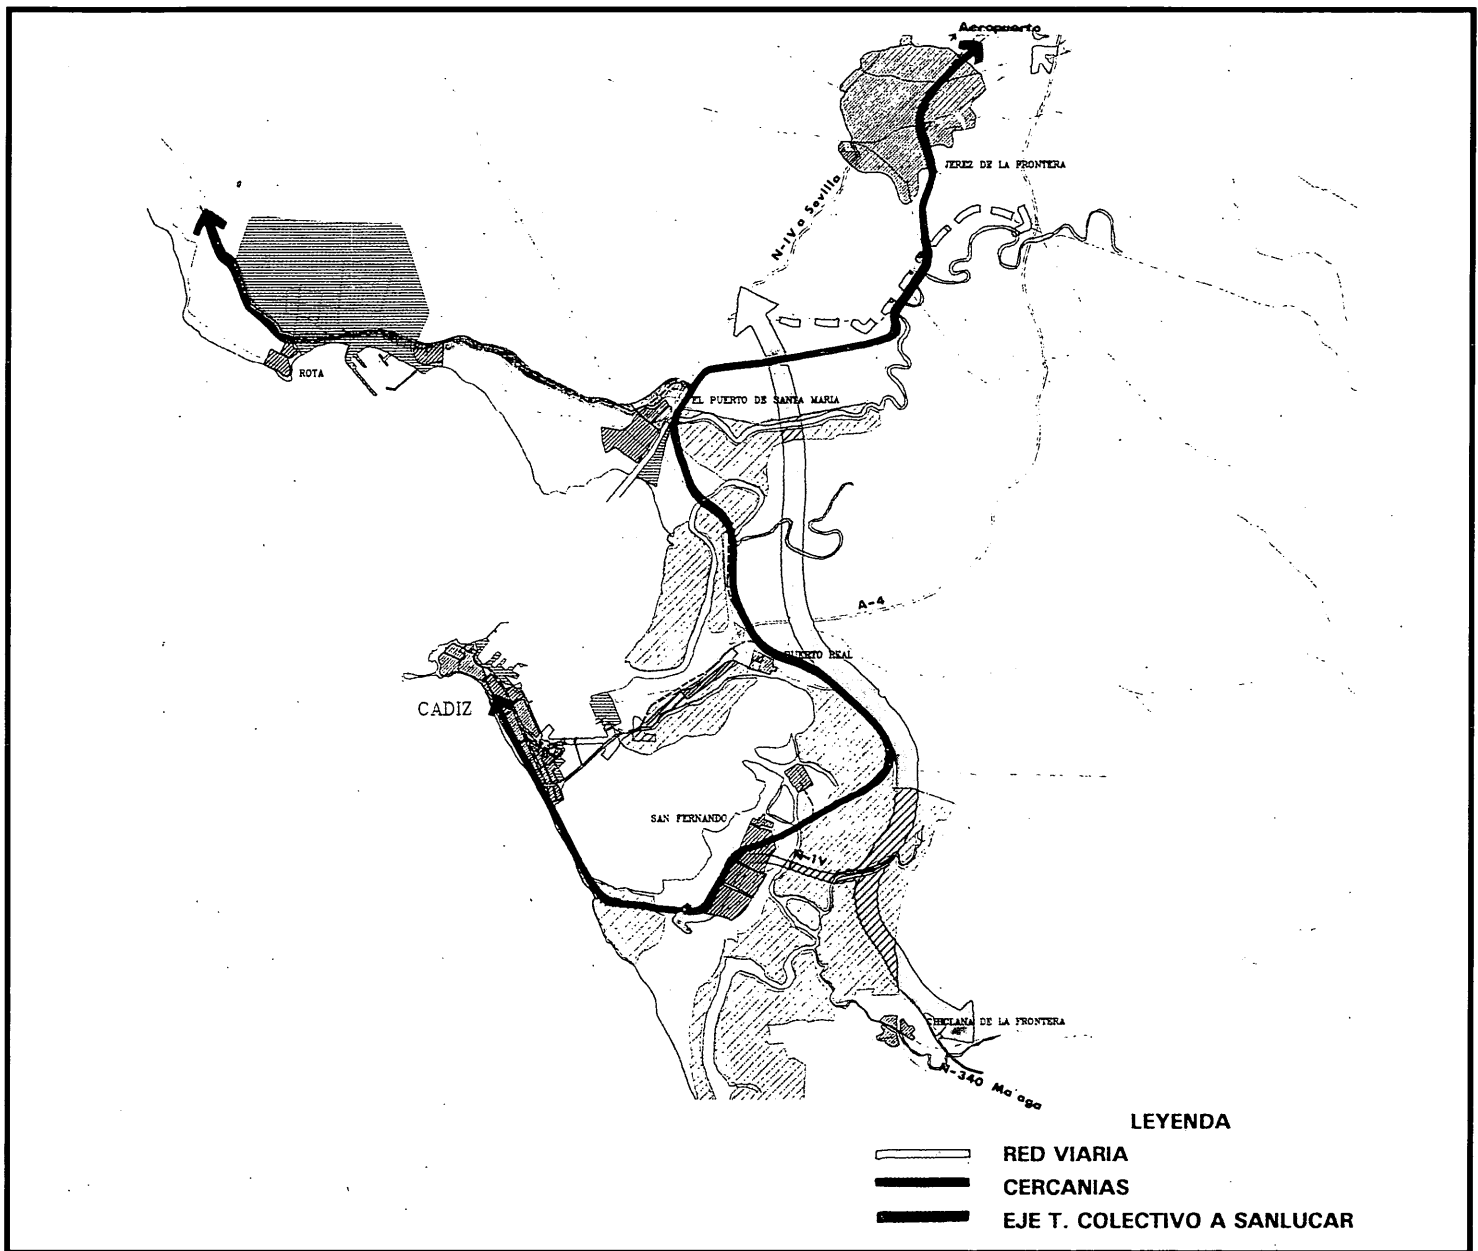 Aeropuerto
JEREZ DE LA FRONTERA
N-IV a Sevilla
ROTA
EL PUERTO DE SANTA MARIA
A-4
PUERTO REAL
CADIZ
SAN FERNANDO
N-IV
CHICLANA DE LA FRONTERA
N-340 Malaga
LEYENDA
RED VIARIA
CERCANIAS
EJE T. COLECTIVO A SANLUCAR